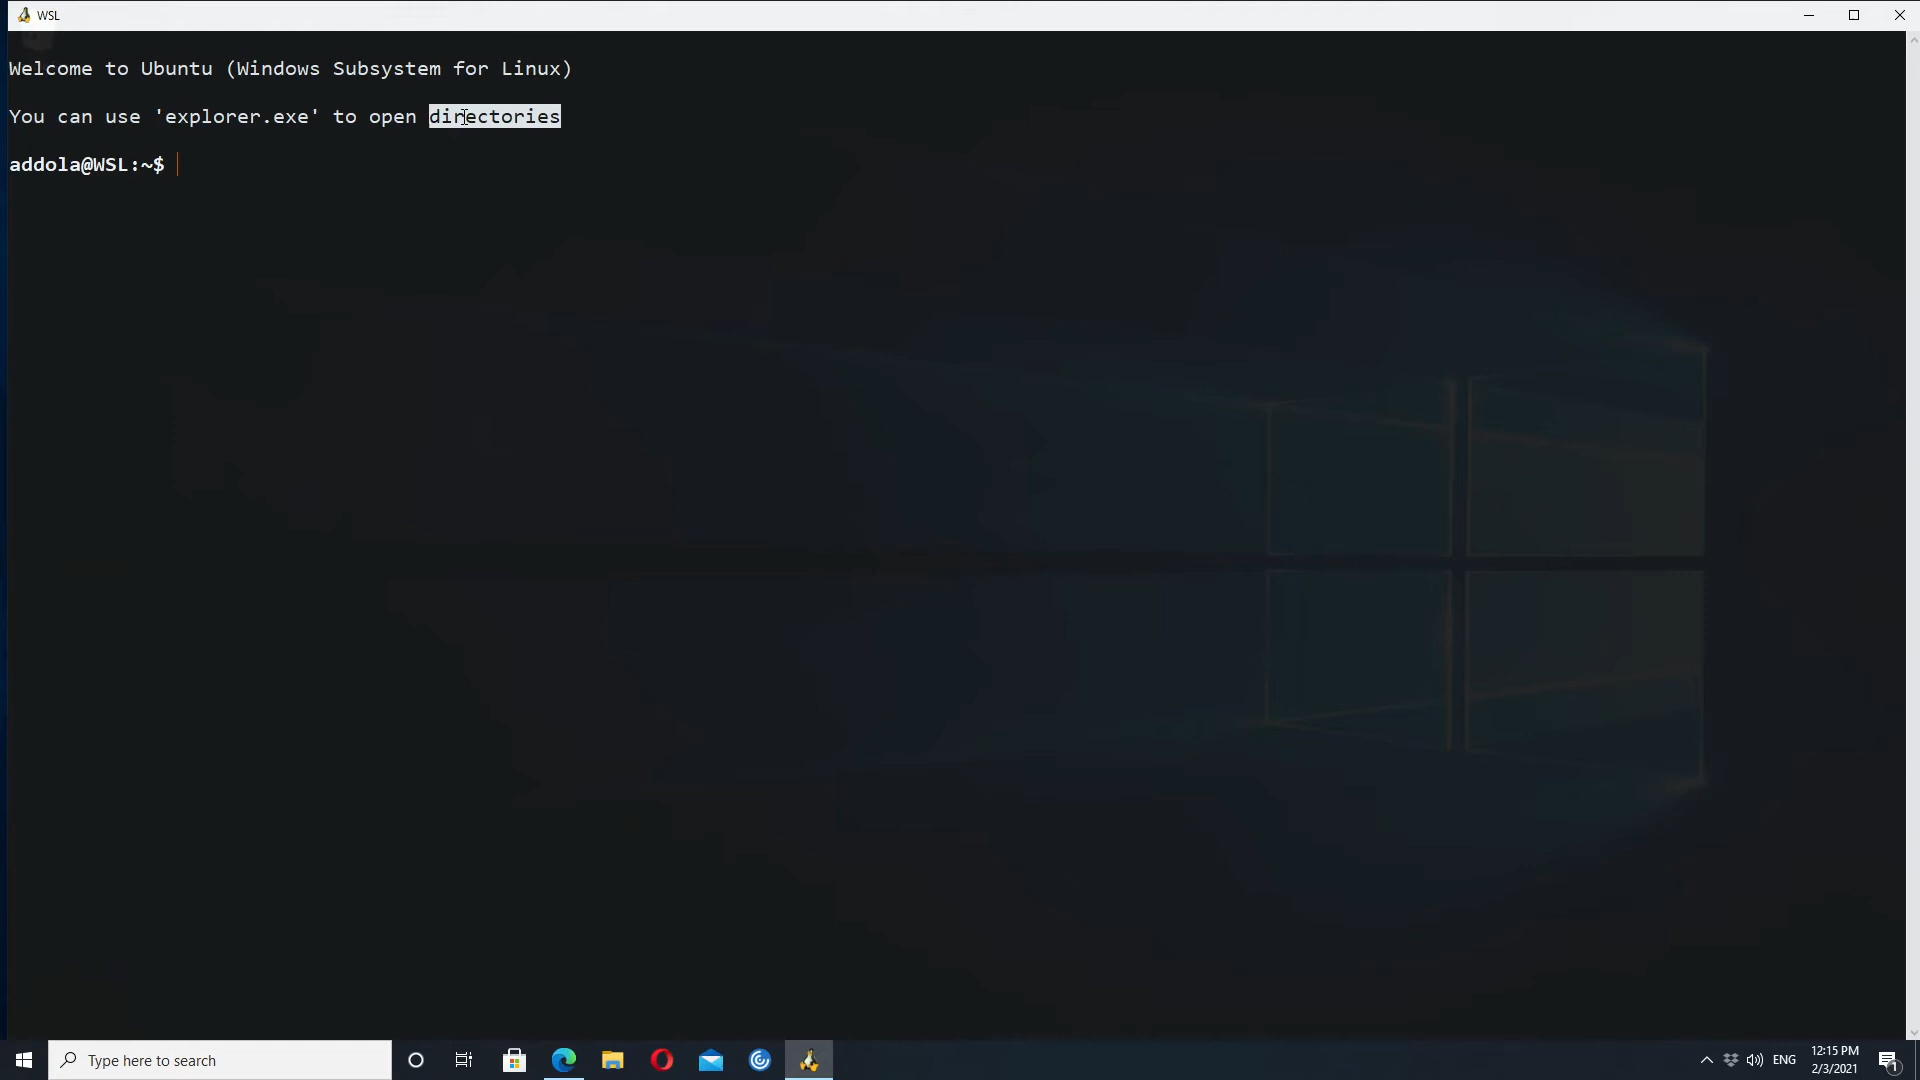 WSL
Welcome to Ubuntu (Windows Subsystem for Linux)
You can use 'explorer.exe' to open directories
addola@WSL:~$
Type here to search
ENG
12:15 PM
2/3/2021
1